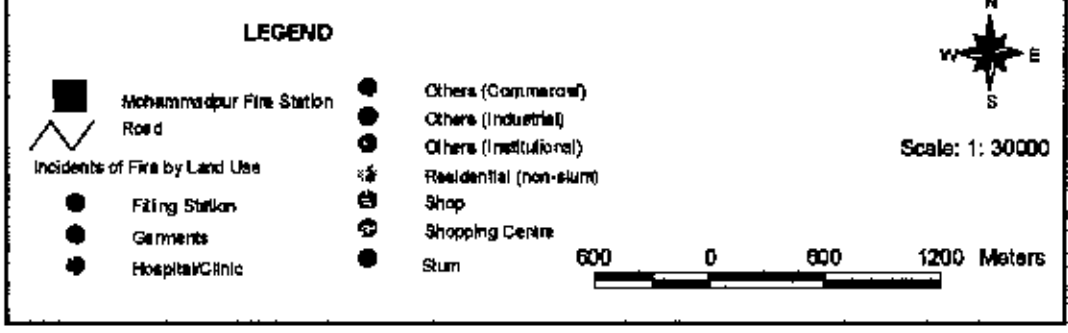 LEGEND
Mohammadpur Fire Station
Road
Incidents of Fire by Land Use
Filing Station
Garments
Hospital/Clinic
Others (Commercial)
Others (Industrial)
Others (Institutional)
Residential (non-slum)
Shop
Shopping Centre
Slum
N
W E
S
Scale: 1: 30000
600 0 600 1200 Meters